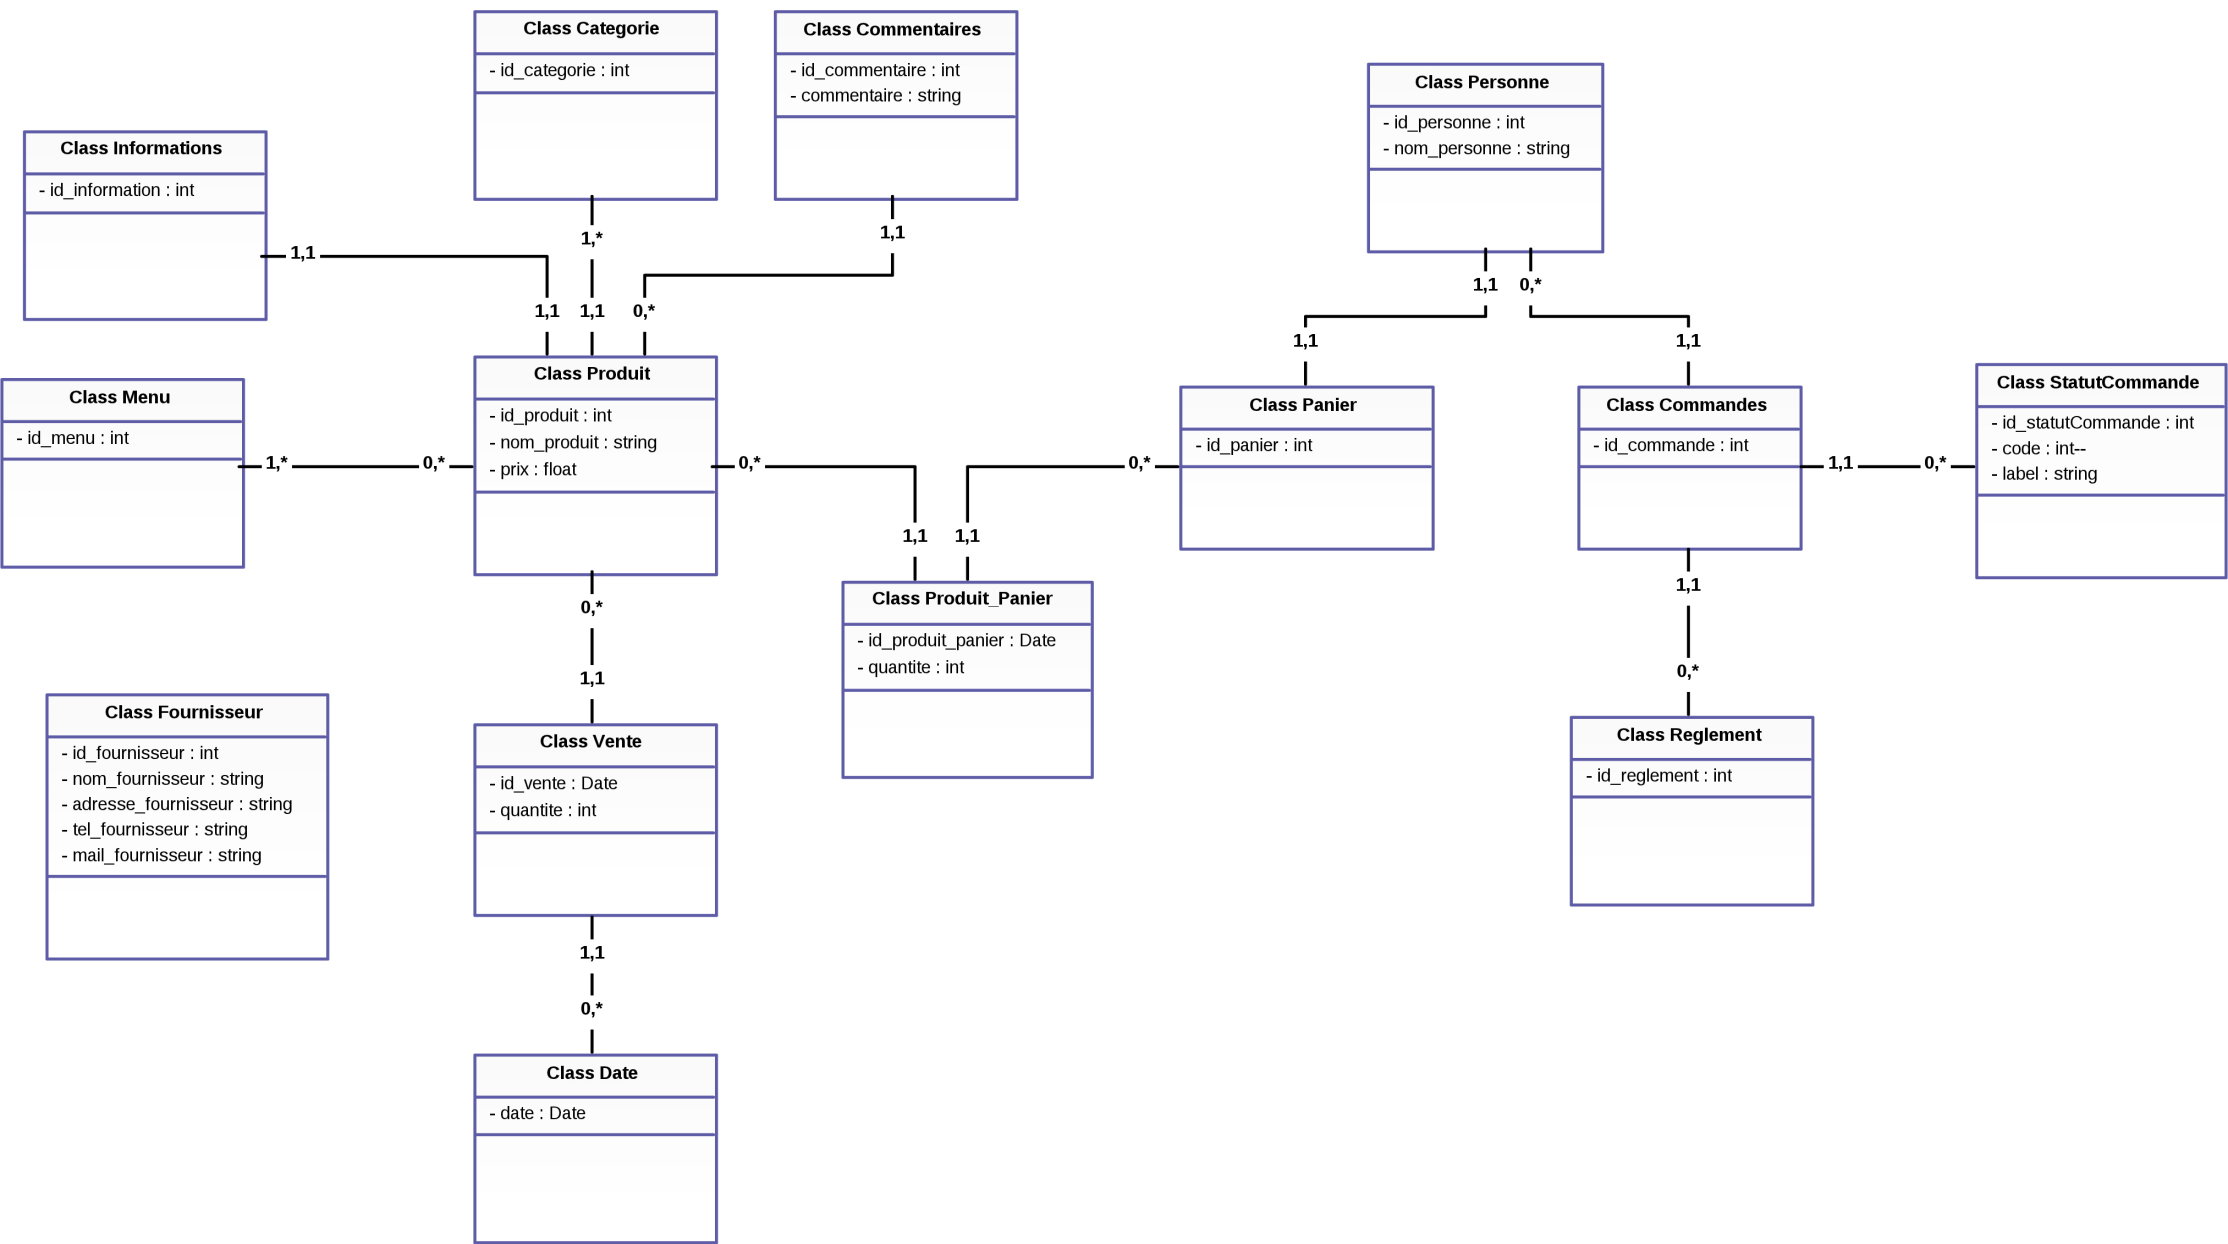 Class Categorie
- id_categorie : int
Class Commentaires
- id_commentaire : int
- commentaire : string
Class Personne
- id_personne : int
- nom_personne : string
Class Informations
- id_information : int
1,1
1,*
1,1
1,1
0,*
1,1
1,1
0,*
1,1
1,1
Class Menu
- id_menu : int
1,*
0,*
Class Produit
- id_produit : int
- nom_produit : string
- prix : float
0,*
0,*
Class Panier
- id_panier : int
Class Commandes
- id_commande : int
1,1
0,*
Class StatutCommande
- id_statutCommande : int
- code : int--
- label : string
1,1
1,1
Class Produit_Panier
- id_produit_panier : Date
- quantite : int
0,*
1,1
1,1
0,*
Class Fournisseur
- id_fournisseur : int
- nom_fournisseur : string
- adresse_fournisseur : string
- tel_fournisseur : string
- mail_fournisseur : string
Class Vente
- id_vente : Date
- quantite : int
Class Reglement
- id_reglement : int
1,1
0,*
Class Date
- date : Date